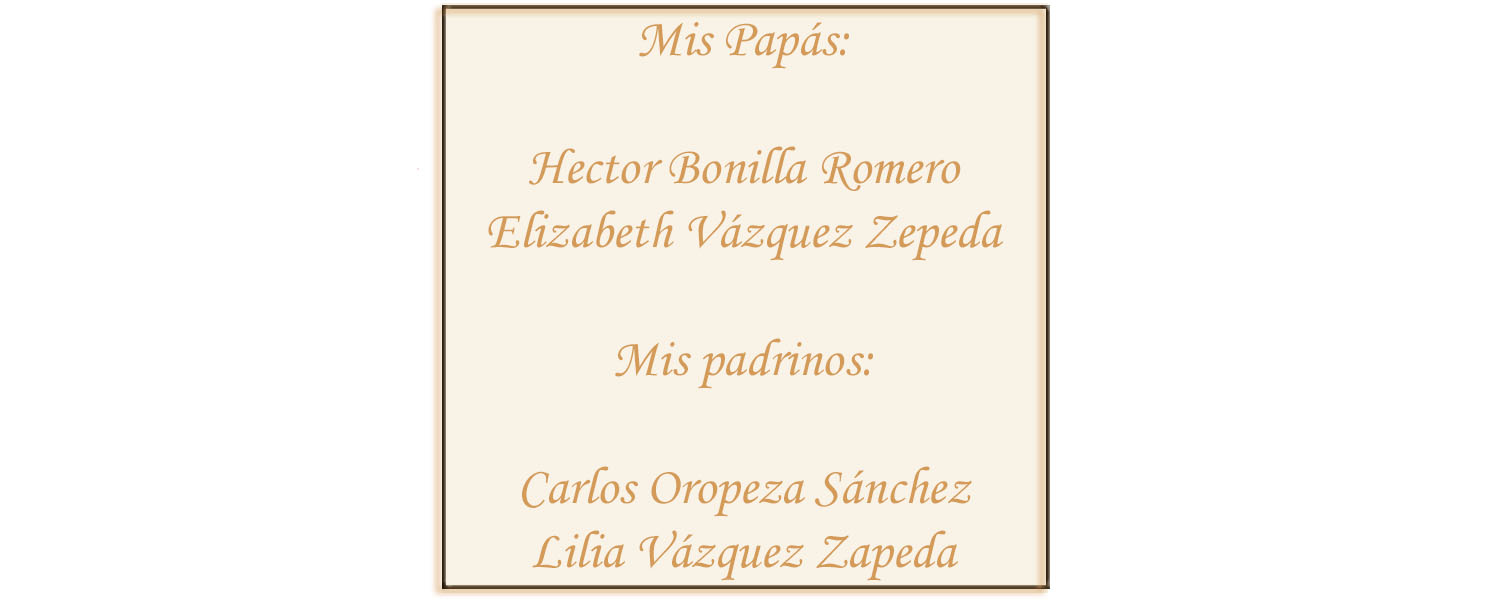 Mis Papás:
Hector Bonilla Romero
Elizabeth Vázquez Zepeda
Mis padrinos:
Carlos Oropeza Sánchez
Lilia Vázquez Zapeda